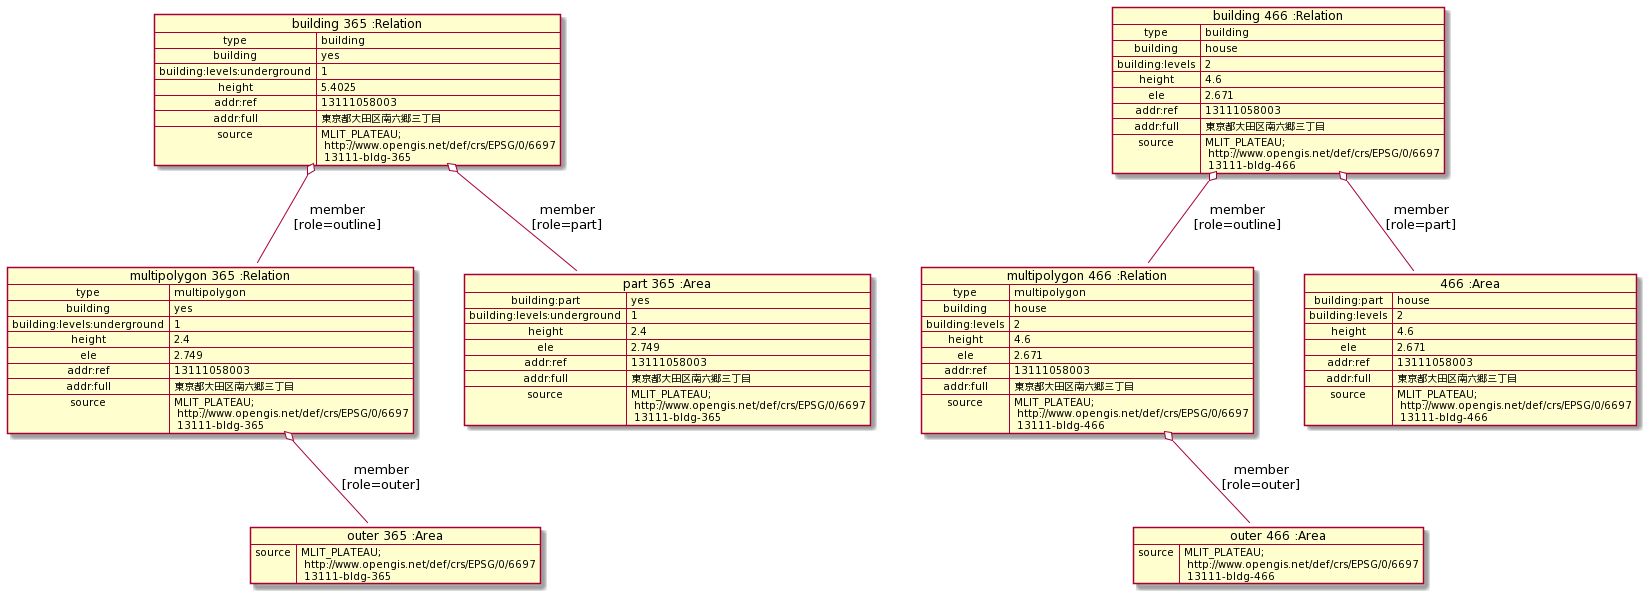 building 365 :Relation
type building
building yes
building:levels:underground 1
height 5.4025
addr:ref 13111058003
addr:full 東京都大田区南六郷三丁目
source MLIT_PLATEAU;
http://www.opengis.net/def/crs/EPSG/0/6697
13111-bldg-365
building 466 :Relation
type building
building house
building:levels 2
height 4.6
ele 2.671
addr:ref 13111058003
addr:full 東京都大田区南六郷三丁目
source MLIT_PLATEAU;
http://www.opengis.net/def/crs/EPSG/0/6697
13111-bldg-466
member
[role=outline]
member
[role=part]
member
[role=outline]
member
[role=part]
multipolygon 365 :Relation
type multipolygon
building yes
building:levels:underground 1
height 2.4
ele 2.749
addr:ref 13111058003
addr:full 東京都大田区南六郷三丁目
source MLIT_PLATEAU;
http://www.opengis.net/def/crs/EPSG/0/6697
13111-bldg-365
part 365 :Area
building:part yes
building:levels:underground 1
height 2.4
ele 2.749
addr:ref 13111058003
addr:full 東京都大田区南六郷三丁目
source MLIT_PLATEAU;
http://www.opengis.net/def/crs/EPSG/0/6697
13111-bldg-365
multipolygon 466 :Relation
type multipolygon
building house
building:levels 2
height 4.6
ele 2.671
addr:ref 13111058003
addr:full 東京都大田区南六郷三丁目
source MLIT_PLATEAU;
http://www.opengis.net/def/crs/EPSG/0/6697
13111-bldg-466
466 :Area
building:part house
building:levels 2
height 4.6
ele 2.671
addr:ref 13111058003
addr:full 東京都大田区南六郷三丁目
source MLIT_PLATEAU;
http://www.opengis.net/def/crs/EPSG/0/6697
13111-bldg-466
member
[role=outer]
member
[role=outer]
outer 365 :Area
source MLIT_PLATEAU;
http://www.opengis.net/def/crs/EPSG/0/6697
13111-bldg-365
outer 466 :Area
source MLIT_PLATEAU;
http://www.opengis.net/def/crs/EPSG/0/6697
13111-bldg-466